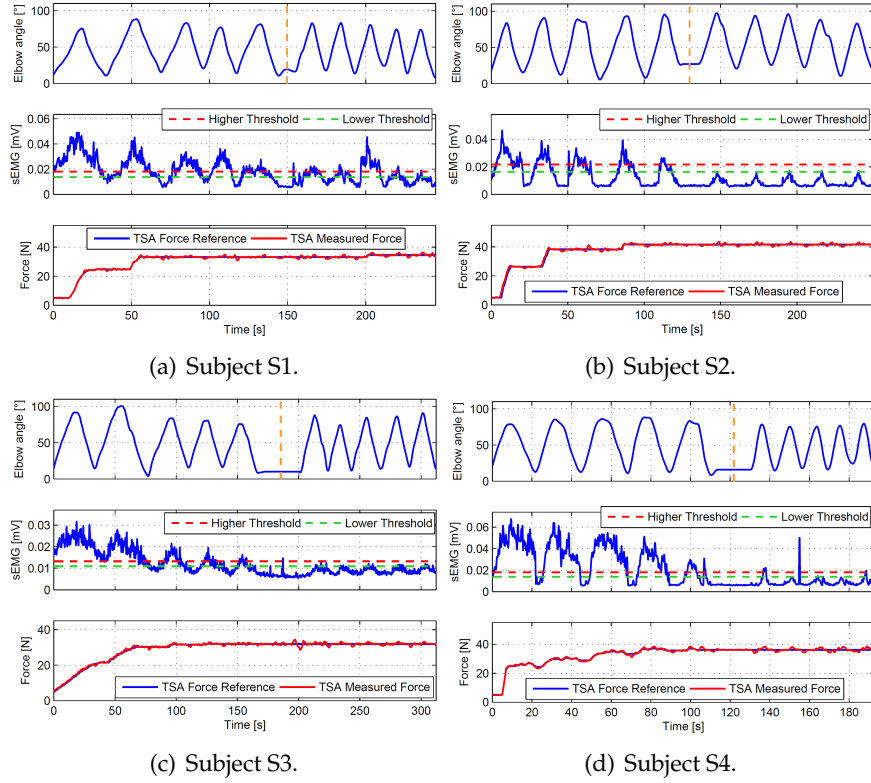 Elbow angle [°]
100
50
0
sEMG [mV]
0.06
0.04
0.02
0
Higher Threshold
Lower Threshold
Force [N]
40
20
0
TSA Force Reference
TSA Measured Force
0 50 100 150 200
Time [s]
(a) Subject S1.
Elbow angle [°]
100
50
0
sEMG [mV]
0.04
0.02
0
Higher Threshold
Lower Threshold
Force [N]
40
20
0
TSA Force Reference
TSA Measured Force
0 50 100 150 200
Time [s]
(b) Subject S2.
Elbow angle [°]
100
50
0
sEMG [mV]
0.03
0.02
0.01
0
Higher Threshold
Lower Threshold
Force [N]
40
20
0
TSA Force Reference
TSA Measured Force
0 50 100 150 200 250 300
Time [s]
(c) Subject S3.
Elbow angle [°]
100
50
0
sEMG [mV]
0.06
0.04
0.02
0
Higher Threshold
Lower Threshold
Force [N]
40
20
0
TSA Force Reference
TSA Measured Force
0 20 40 60 80 100 120 140 160 180
Time [s]
(d) Subject S4.